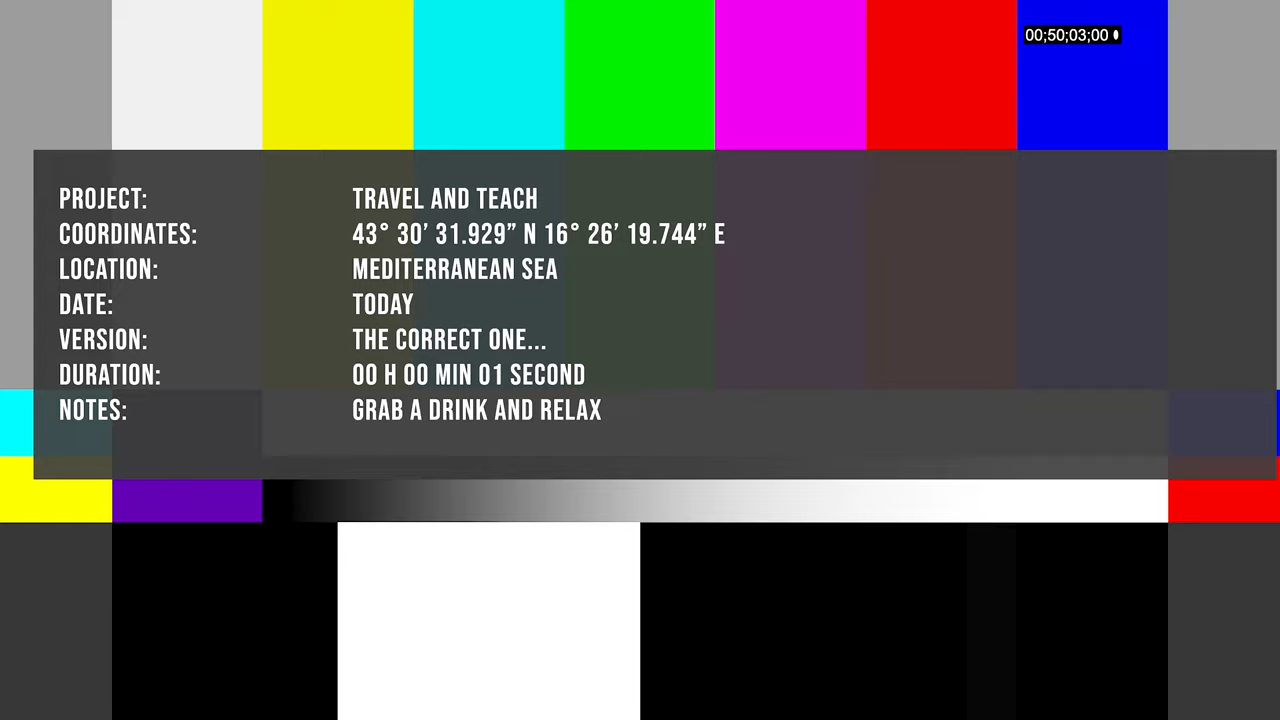 00;50;03;00
PROJECT: TRAVEL AND TEACH
COORDINATES: 43° 30’ 31.929” N 16° 26’ 19.744” E
LOCATION: MEDITERRANEAN SEA
DATE: TODAY
VERSION: THE CORRECT ONE...
DURATION: 00 H 00 MIN 01 SECOND
NOTES: GRAB A DRINK AND RELAX